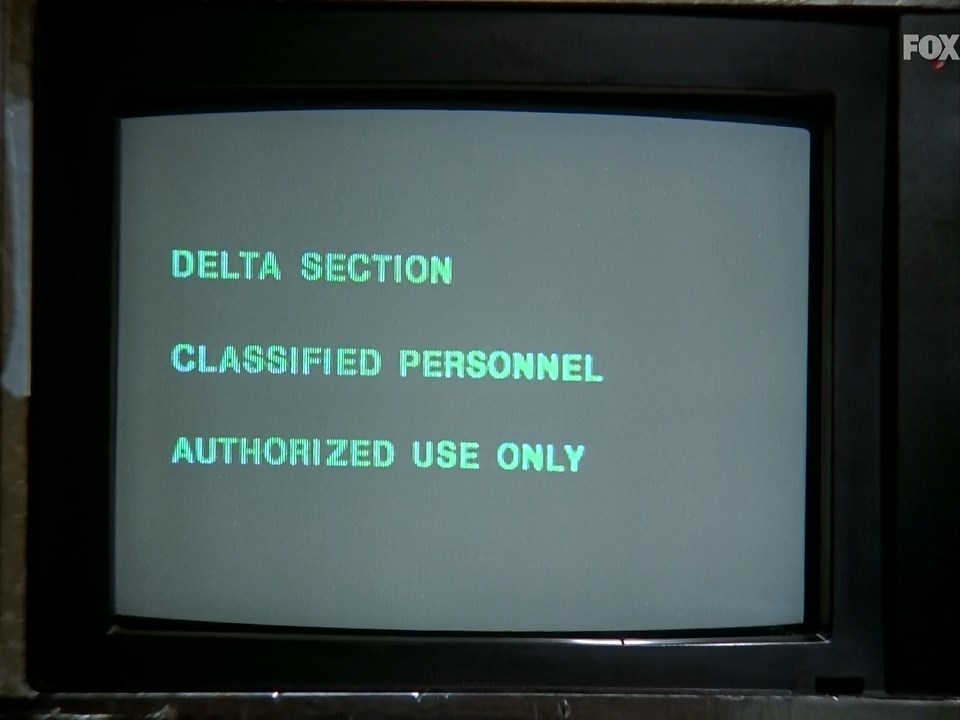 FOX
DELTA SECTION
CLASSIFIED PERSONNEL
AUTHORIZED USE ONLY